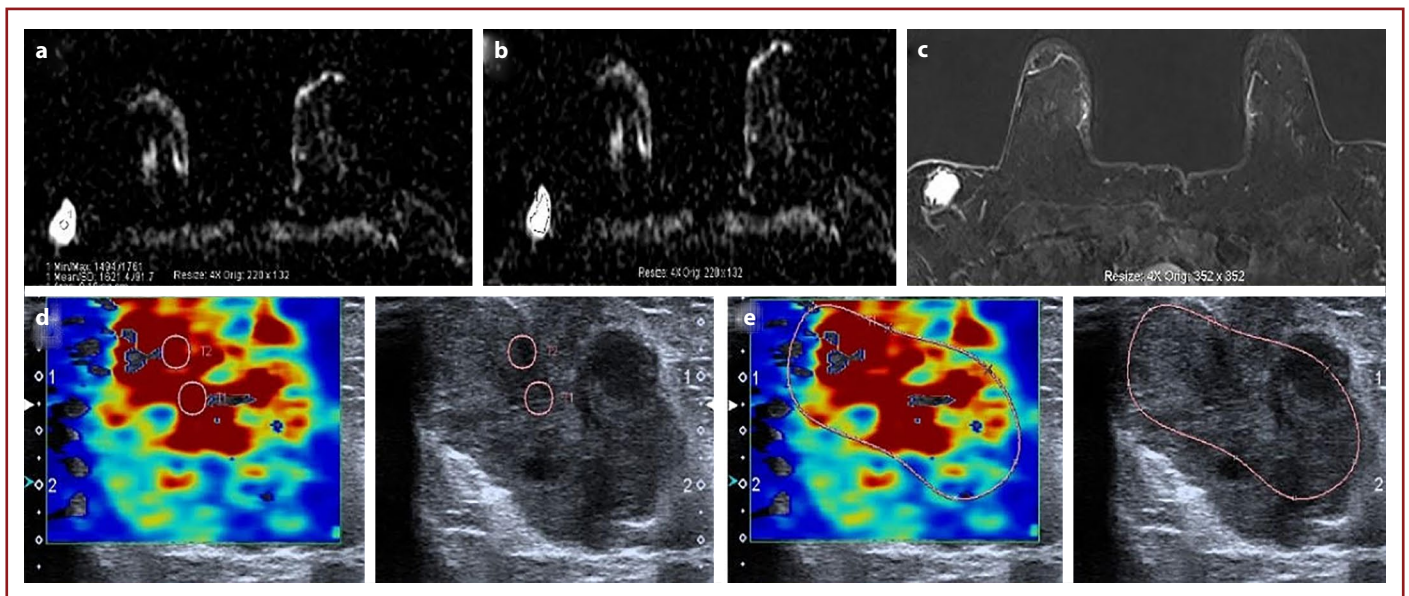 a
1 Min/Max: 1494 /1761
1 Mean/SD: 1621.4/91.7
Resize: 4X Orig: 220 x 132
b
Resize: 4X Orig: 220 x 132
c
Resize: 4X Orig: 352 x 352
d
T2
T1
1
2
T2
T1
1
2
e
T1
1
2
1
2